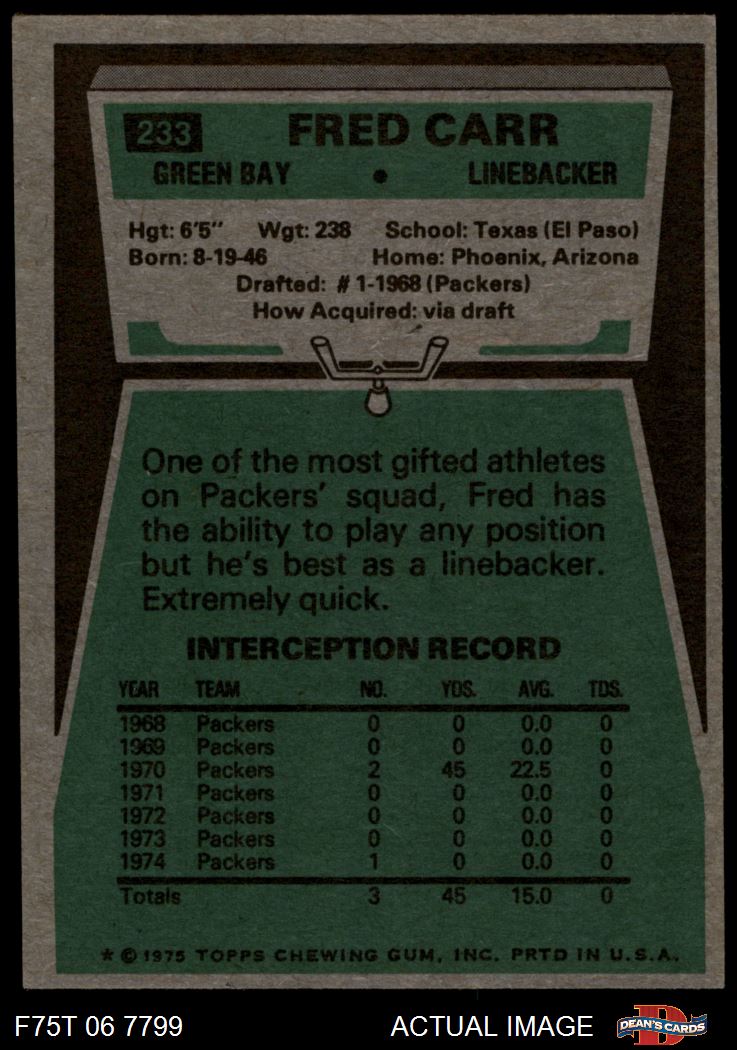 233 FRED CARR
GREEN BAY • LINEBACKER
Hgt: 6'5" Wgt: 238 School: Texas (El Paso)
Born: 8-19-46 Home: Phoenix, Arizona
Drafted: #1-1968 (Packers)
How Acquired: via draft
One of the most gifted athletes
on Packers' squad, Fred has
the ability to play any position
but he's best as a linebacker.
Extremely quick.
INTERCEPTION RECORD
YEAR TEAM NO. YDS. AVG. TDS.
1968 Packers 0 0 0.0 0
1969 Packers 0 0 0.0 0
1970 Packers 2 45 22.5 0
1971 Packers 0 0 0.0 0
1972 Packers 0 0 0.0 0
1973 Packers 0 0 0.0 0
1974 Packers 1 0 0.0 0
Totals 3 45 15.0 0
* © 1975 TOPPS CHEWING GUM, INC. PRTD IN U.S.A.
F75T 06 7799 ACTUAL IMAGE D DEAN'S CARDS